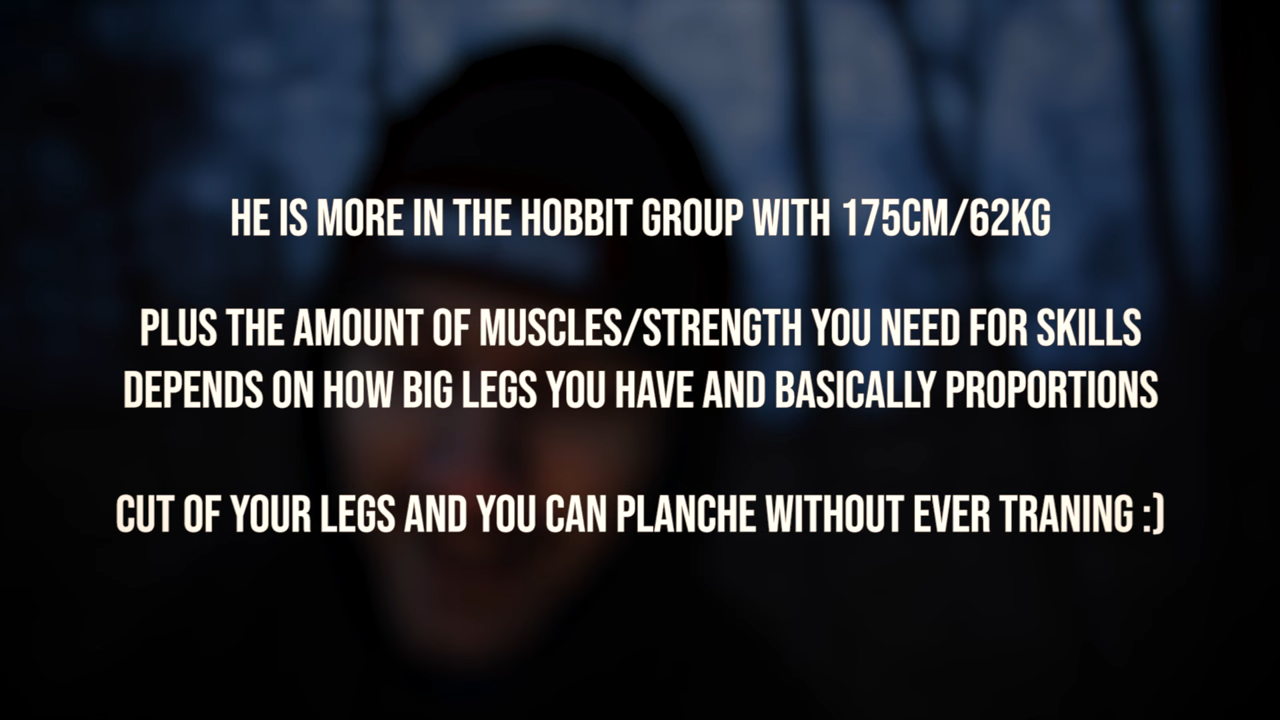 HE IS MORE IN THE HOBBIT GROUP WITH 175CM/62KG
PLUS THE AMOUNT OF MUSCLES/STRENGTH YOU NEED FOR SKILLS
DEPENDS ON HOW BIG LEGS YOU HAVE AND BASICALLY PROPORTIONS
CUT OF YOUR LEGS AND YOU CAN PLANCHE WITHOUT EVER TRANING :)